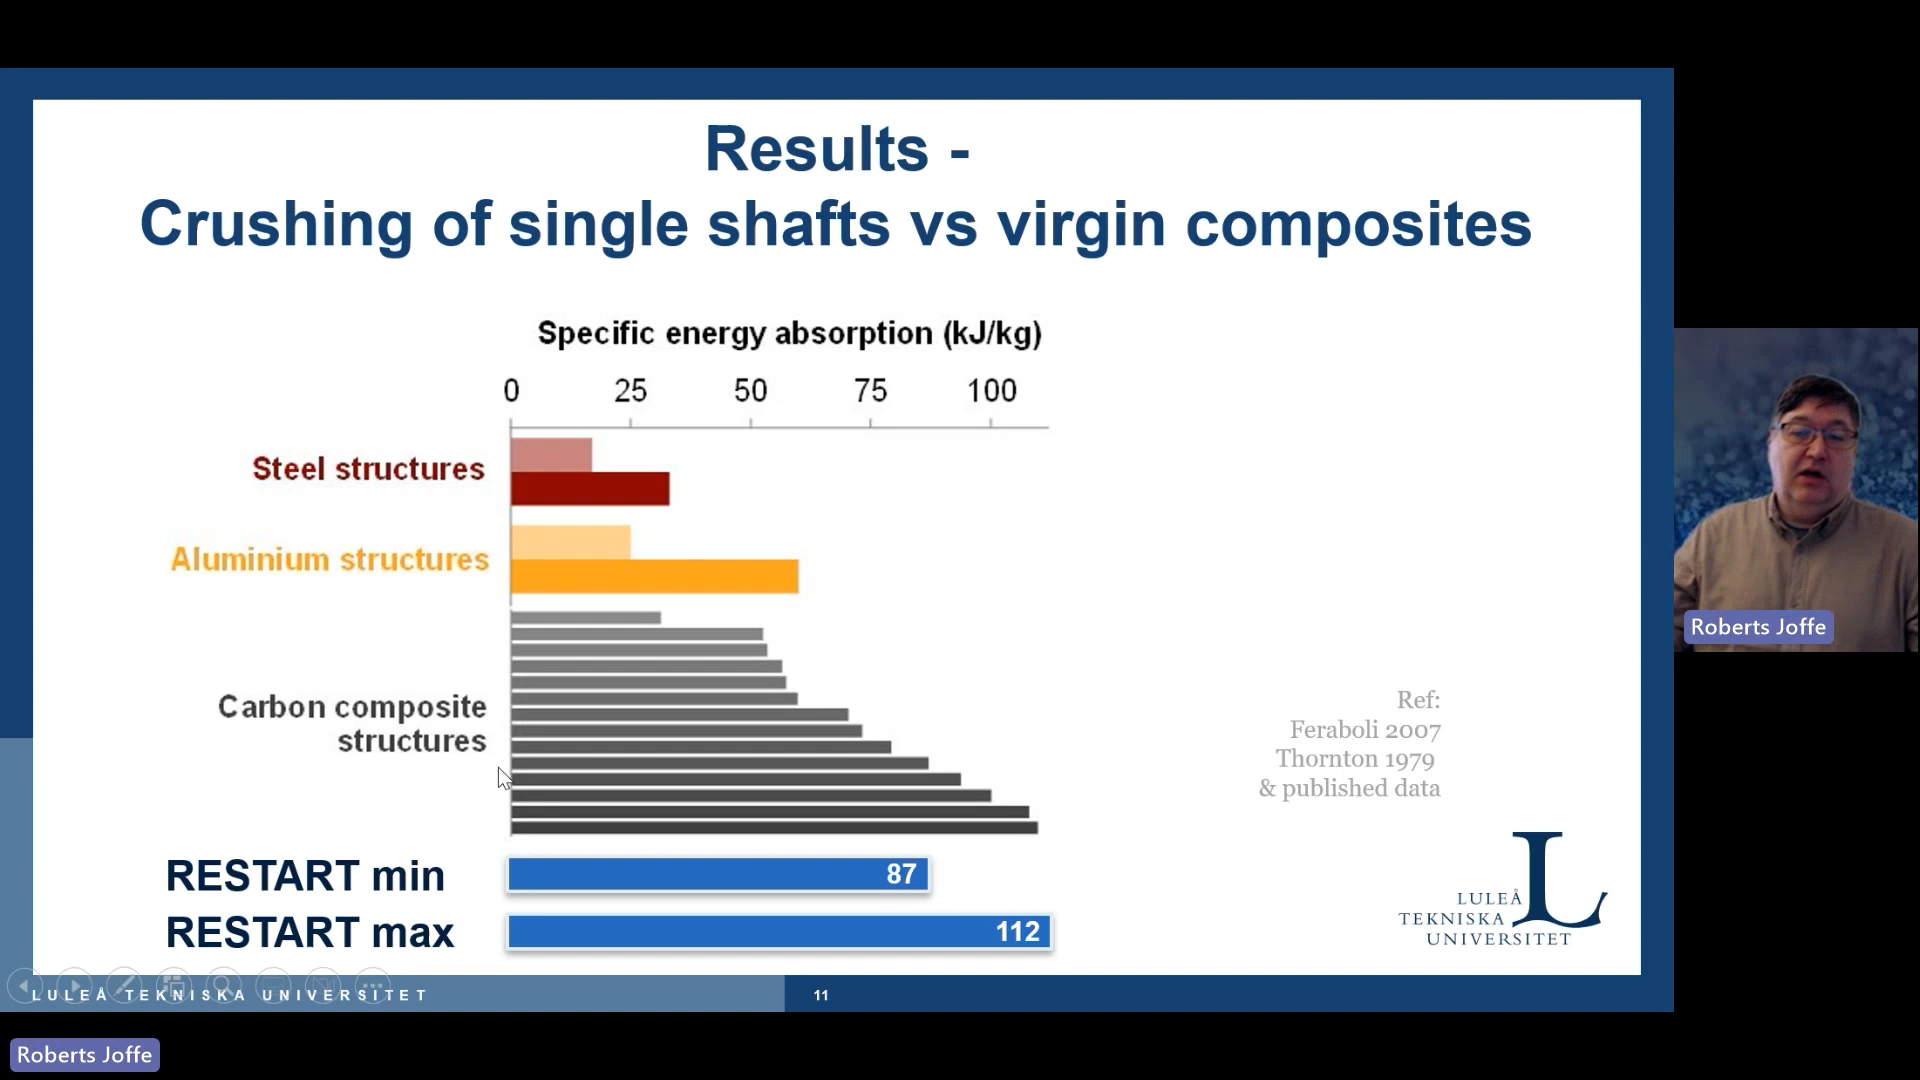 Results -
Crushing of single shafts vs virgin composites
Specific energy absorption (kJ/kg)
0 25 50 75 100
Steel structures
Aluminium structures
Carbon composite
structures
RESTART min 87
RESTART max 112
Ref:
Feraboli 2007
Thornton 1979
& published data
LULEÅ
TEKNISKA
UNIVERSITET
L
LULEÅ TEKNISKA UNIVERSITET
11
Roberts Joffe
Roberts Joffe